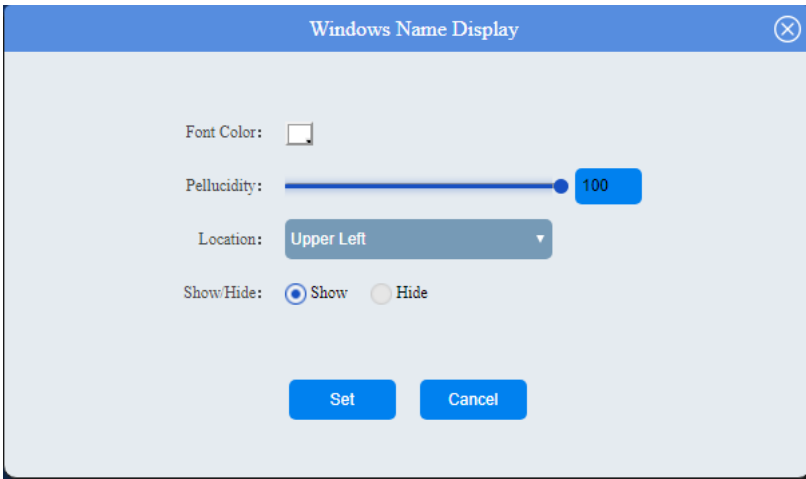 Windows Name Display
Font Color:
Pellucidity: 100
Location: Upper Left
Show/Hide: Show Hide
Set Cancel